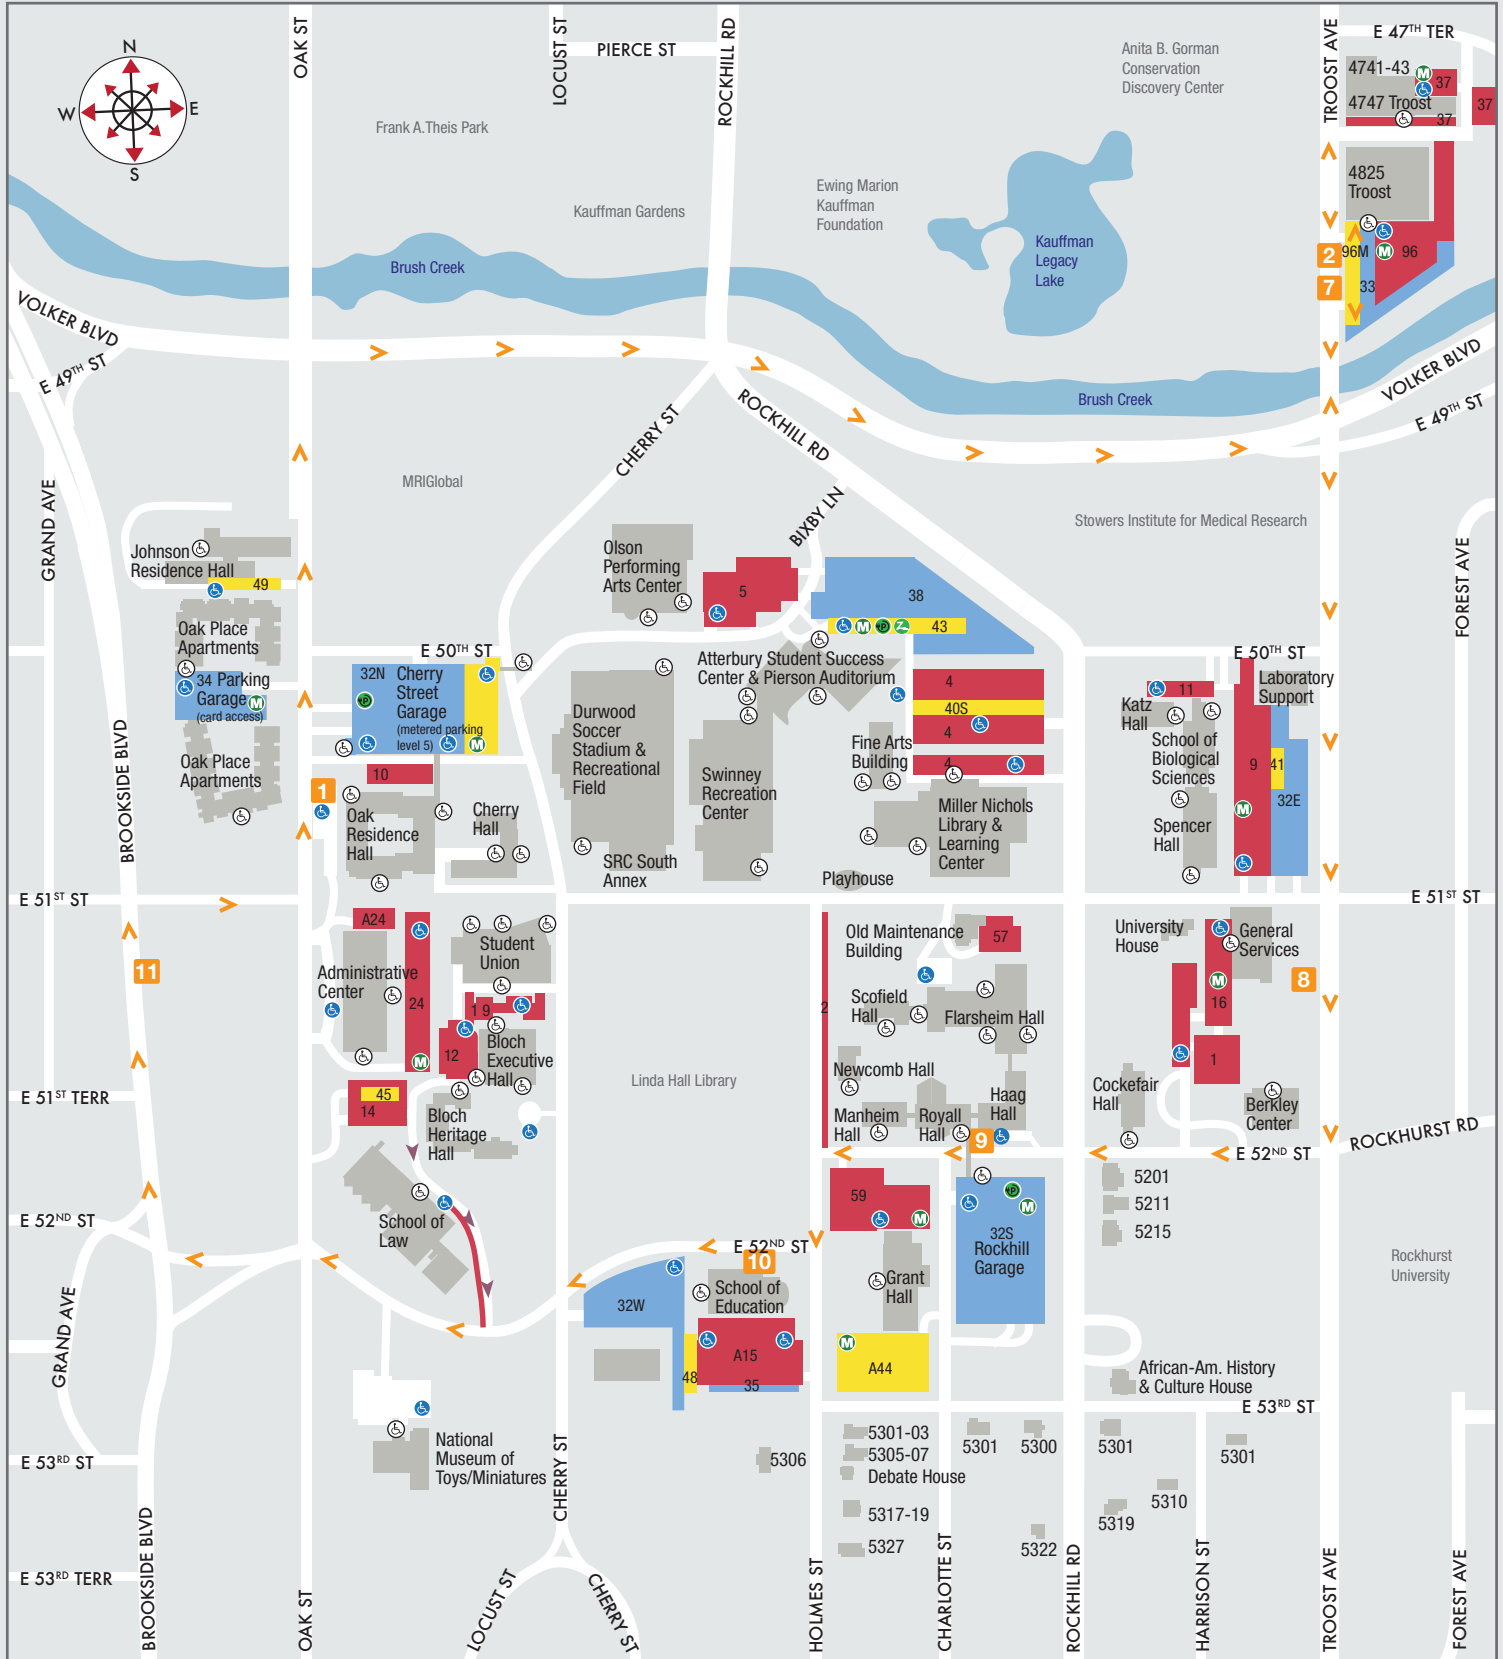 OAK ST
LOCUST ST
PIERCE ST
ROCKHILL RD
TROOST AVE
E 47TH TER
N
W
E
S
Anita B. Gorman
Conservation
Discovery Center
4741-43
M
37
4747 Troost
37
37
Frank A.Theis Park
Kauffman Gardens
Ewing Marion
Kauffman
Foundation
4825
Troost
Kauffman
Legacy
Lake
2
96M
M
96
7
33
Brush Creek
VOLKER BLVD
E 49TH ST
Brush Creek
VOLKER BLVD
E 49TH ST
CHERRY ST
ROCKHILL RD
MRIGlobal
BIXBY LN
Stowers Institute for Medical Research
GRAND AVE
FOREST AVE
Johnson
Residence Hall
49
Olson
Performing
Arts Center
5
38
M
P
Z
43
Oak Place
Apartments
E 50TH ST
E 50TH ST
34 Parking
Garage
(card access)
M
32N
Cherry
Street
Garage
(metered parking
level 5)
P
M
Atterbury Student Success
Center & Pierson Auditorium
4
40S
4
4
Katz
Hall
11
Laboratory
Support
School of
Biological
Sciences
9
41
32E
M
Spencer
Hall
Durwood
Soccer
Stadium &
Recreational
Field
Fine Arts
Building
Swinney
Recreation
Center
Oak Place
Apartments
10
1
Oak
Residence
Hall
Cherry
Hall
Miller Nichols
Library &
Learning
Center
SRC South
Annex
Playhouse
BROOKSIDE BLVD
E 51ST ST
E 51ST ST
A24
Student
Union
Old Maintenance
Building
57
University
House
General
Services
11
Administrative
Center
24
M
19
12
Bloch
Executive
Hall
2
Scofield
Hall
Flarsheim Hall
M
16
8
1
Linda Hall Library
Newcomb Hall
Haag
Hall
Cockefair
Hall
Berkley
Center
E 51ST TERR
45
14
Bloch
Heritage
Hall
Manheim
Hall
Royall
Hall
9
E 52ND ST
ROCKHURST RD
5201
5211
5215
E 52ND ST
School of
Law
59
M
P
M
32S
Rockhill
Garage
E 52ND ST
10
School of
Education
32W
Grant
Hall
Rockhurst
University
GRAND AVE
48
A15
35
M
A44
African-Am. History
& Culture House
E 53RD ST
E 53RD ST
National
Museum of
Toys/Miniatures
5306
5301-03
5305-07
Debate House
5317-19
5327
5301
5300
5301
5301
5310
5319
5322
CHERRY ST
E 53RD TERR
BROOKSIDE BLVD
OAK ST
LOCUST ST
CHERRY ST
HOLMES ST
CHARLOTTE ST
ROCKHILL RD
HARRISON ST
TROOST AVE
FOREST AVE